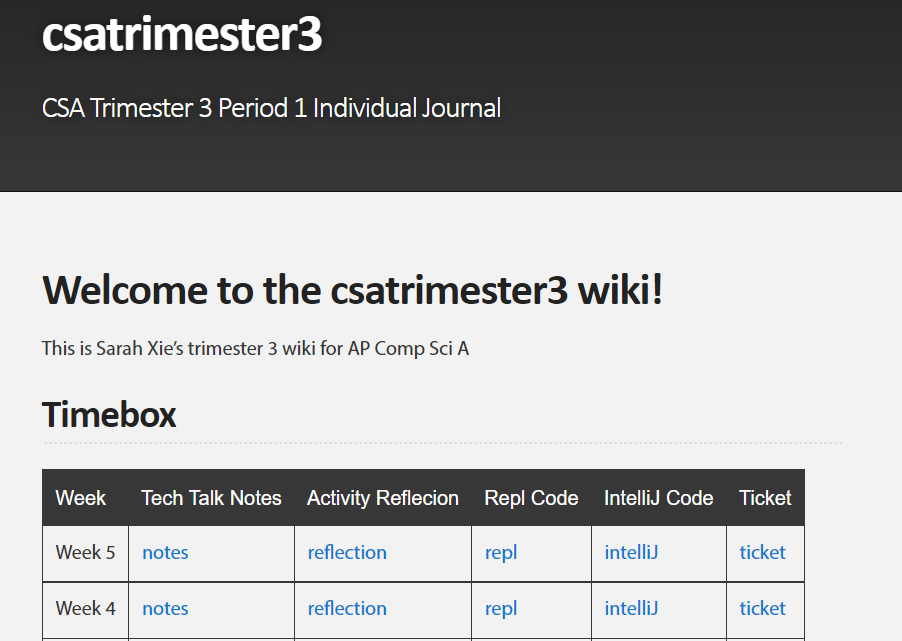 csatrimester3
CSA Trimester 3 Period 1 Individual Journal
Welcome to the csatrimester3 wiki!
This is Sarah Xie’s trimester 3 wiki for AP Comp Sci A
Timebox
Week Tech Talk Notes Activity Reflecion Repl Code IntelliJ Code Ticket
Week 5 notes reflection repl intelliJ ticket
Week 4 notes reflection repl intelliJ ticket